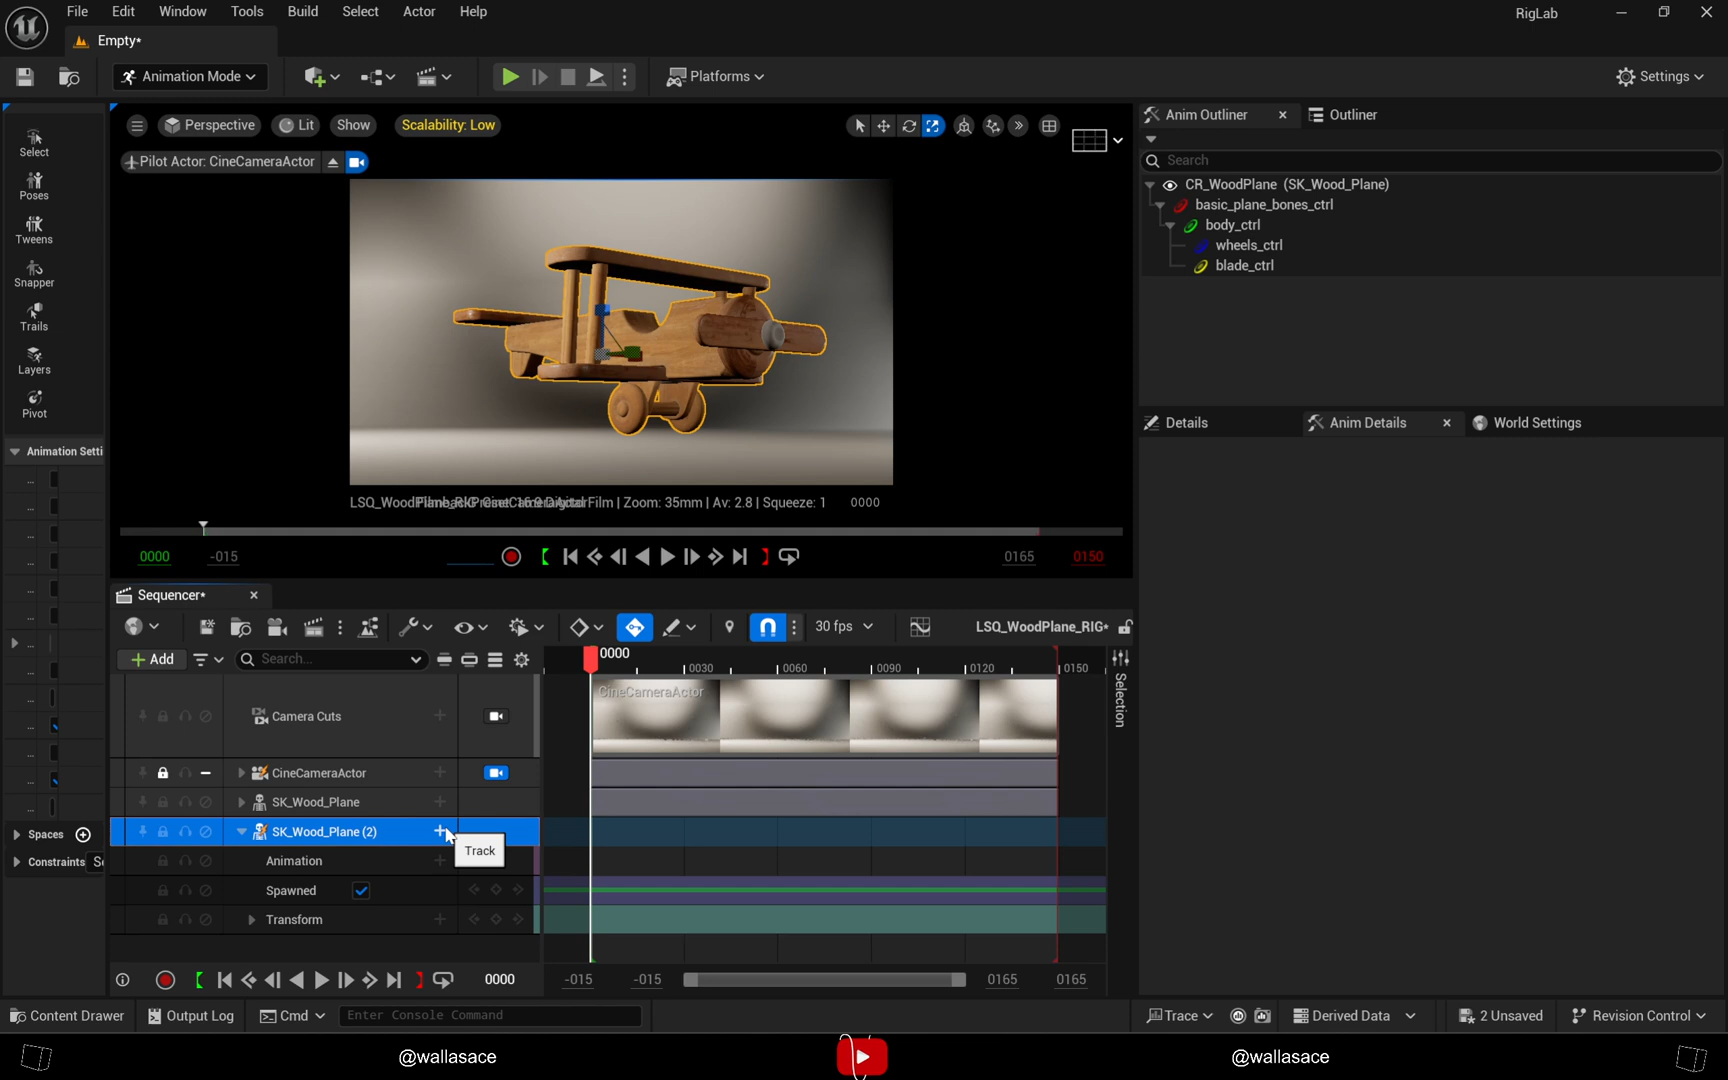 File Edit Window Tools Build Select Actor Help
RigLab
Empty*
Animation Mode
Platforms
Settings
Select
Poses
Tweens
Snapper
Trails
Layers
Pivot
Animation Setti
...
...
...
...
...
...
...
...
...
...
...
...
...
Spaces
Constraints Se
Perspective Lit Show Scalability: Low
Pilot Actor: CineCameraActor
Film | Zoom: 35mm | Av: 2.8 | Squeeze: 1 0000
0000 -015 0165 0150
Anim Outliner Outliner
Search
CR_WoodPlane (SK_Wood_Plane)
basic_plane_bones_ctrl
body_ctrl
wheels_ctrl
blade_ctrl
Details Anim Details World Settings
Sequencer*
30 fps LSQ_WoodPlane_RIG*
Add Search...
0000
0030 0060 0090 0120 0150
Selection
Camera Cuts
CineCameraActor
CineCameraActor
SK_Wood_Plane
SK_Wood_Plane (2)
Track
Animation
Spawned
Transform
0000 -015 -015 0165 0165
Content Drawer Output Log Cmd Enter Console Command
Trace Derived Data 2 Unsaved Revision Control
@wallasace @wallasace